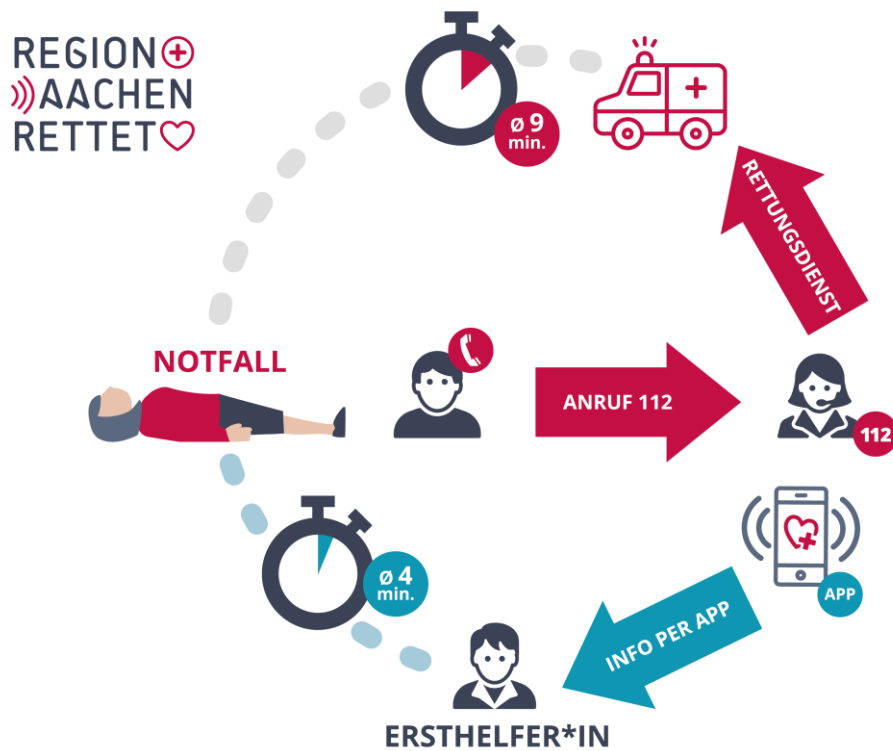 REGION
AACHEN
RETTET
ø 9
min.
RETTUNGSDIENST
NOTFALL
ANRUF 112
112
ø 4
min.
APP
INFO PER APP
ERSTHELFER*IN